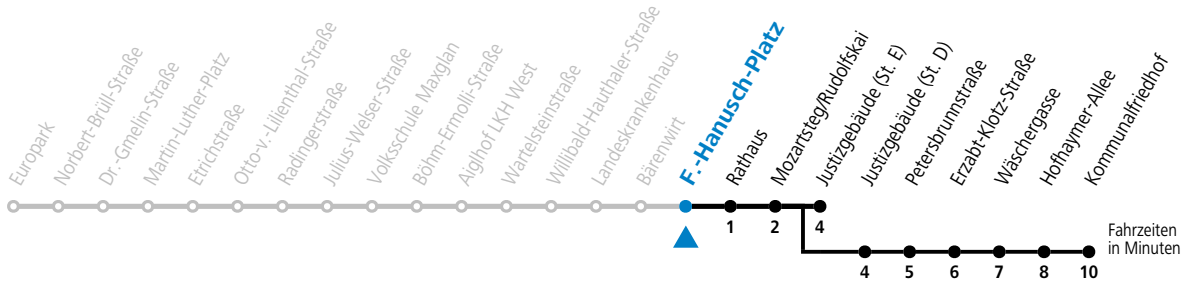 Europark
Norbert-Brüll-Straße
Dr.-Gmelin-Straße
Martin-Luther-Platz
Etrichstraße
Otto-v.-Lilienthal-Straße
Radingerstraße
Julius-Welser-Straße
Volksschule Maxglan
Böhm-Ermolli-Straße
Aiglhof LKH West
Wartelsteinstraße
Willibald-Hauthaler-Straße
Landeskrankenhaus
Bärenwirt
F.-Hanusch-Platz
Rathaus
Mozartsteg/Rudolfskai
Justizgebäude (St. E)
Justizgebäude (St. D)
Petersbrunnstraße
Erzabt-Klotz-Straße
Wäschergasse
Hofhaymer-Allee
Kommunalfriedhof
1 2 4
Fahrzeiten
in Minuten
4 5 6 7 8 10